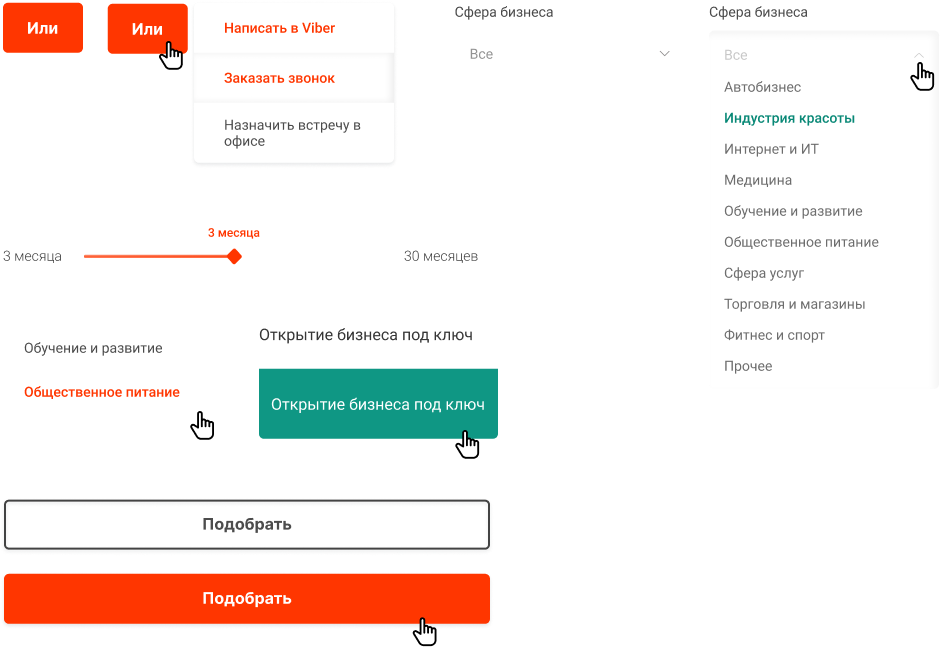 Или
Или
Написать в Viber
Заказать звонок
Назначить встречу в
офисе
Сфера бизнеса
Все
Сфера бизнеса
Все
Автобизнес
Индустрия красоты
Интернет и ИТ
Медицина
Обучение и развитие
Общественное питание
Сфера услуг
Торговля и магазины
Фитнес и спорт
Прочее
3 месяца
3 месяца
30 месяцев
Обучение и развитие
Общественное питание
Открытие бизнеса под ключ
Открытие бизнеса под ключ
Подобрать
Подобрать